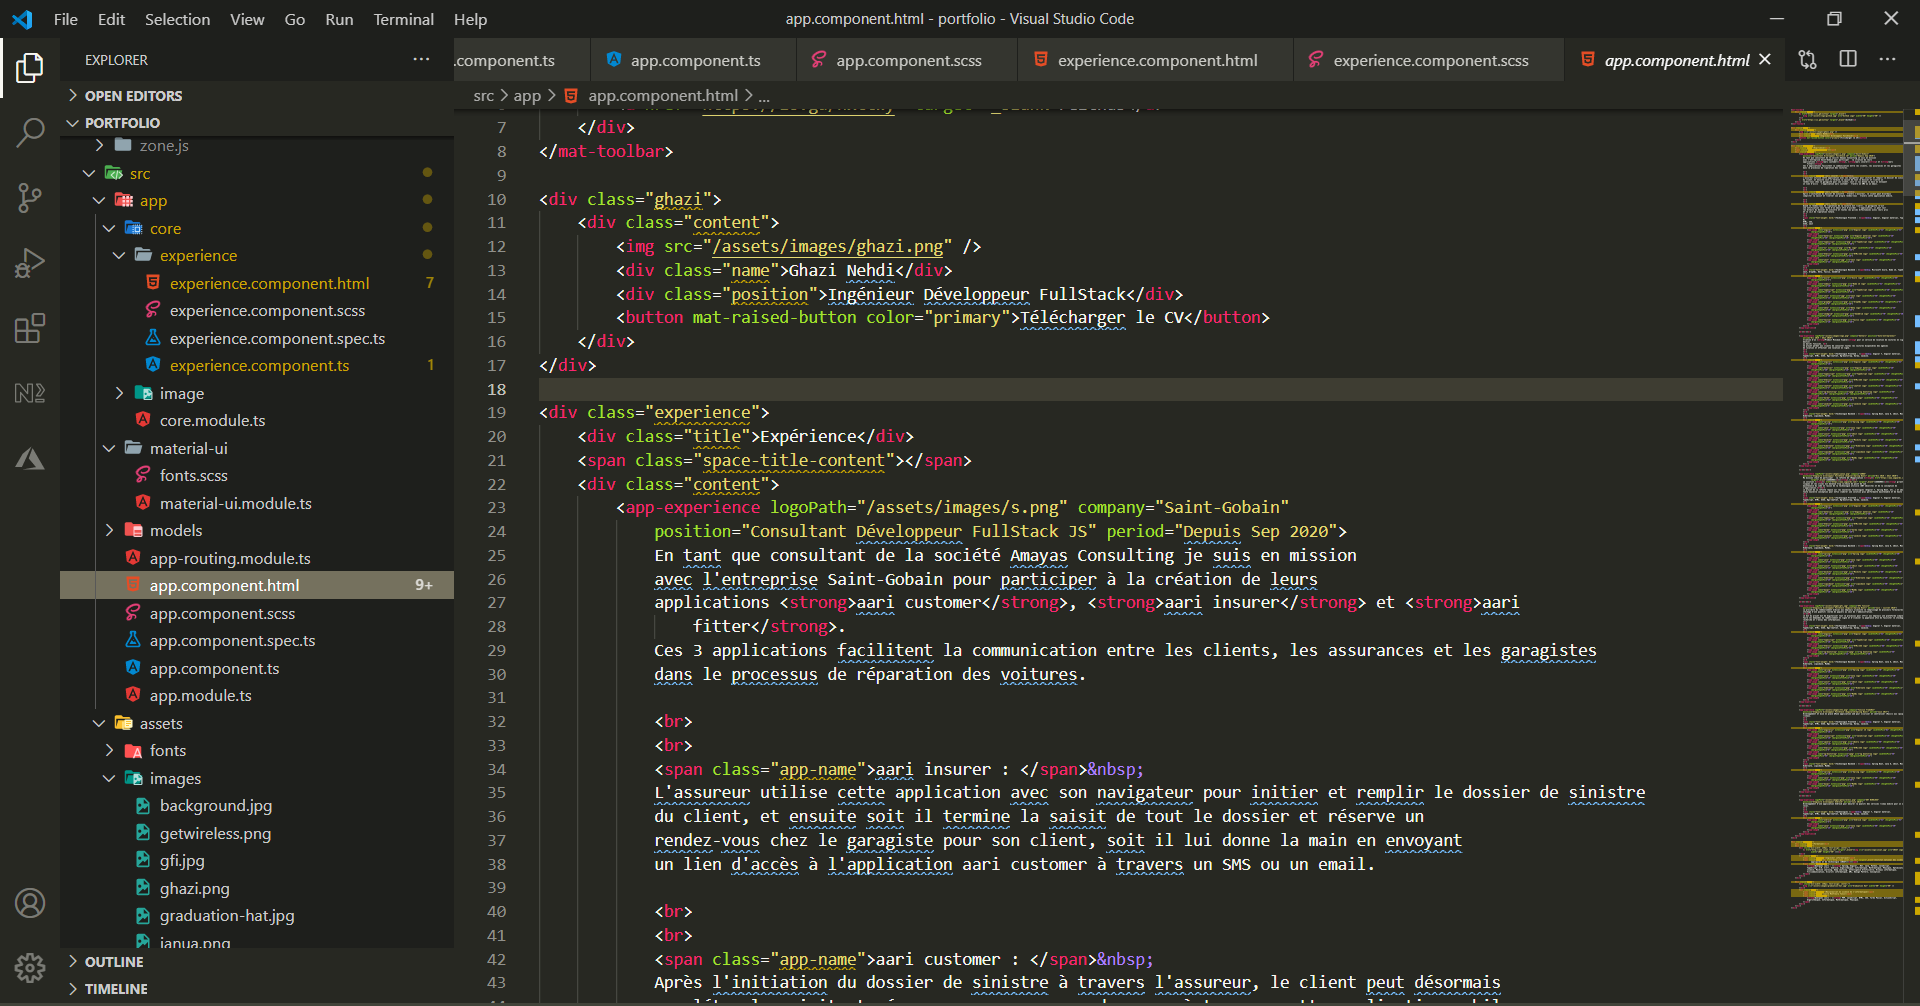 File Edit Selection View Go Run Terminal Help
app.component.html - portfolio - Visual Studio Code
EXPLORER
.component.ts
app.component.ts
app.component.scss
experience.component.html
experience.component.scss
app.component.html
OPEN EDITORS
PORTFOLIO
zone.js
src
app
core
experience
experience.component.html 7
experience.component.scss
experience.component.spec.ts
experience.component.ts 1
image
core.module.ts
material-ui
fonts.scss
material-ui.module.ts
models
app-routing.module.ts
app.component.html 9+
app.component.scss
app.component.spec.ts
app.component.ts
app.module.ts
assets
fonts
images
background.jpg
getwireless.png
gfi.jpg
ghazi.png
graduation-hat.jpg
janua.png
OUTLINE
TIMELINE
src > app > app.component.html > ...
7 </div>
8 </mat-toolbar>
9
10 <div class="ghazi">
11 <div class="content">
12 <img src="/assets/images/ghazi.png" />
13 <div class="name">Ghazi Nehdi</div>
14 <div class="position">Ingénieur Développeur FullStack</div>
15 <button mat-raised-button color="primary">Télécharger le CV</button>
16 </div>
17 </div>
18
19 <div class="experience">
20 <div class="title">Expérience</div>
21 <span class="space-title-content"></span>
22 <div class="content">
23 <app-experience logoPath="/assets/images/s.png" company="Saint-Gobain"
24 position="Consultant Développeur FullStack JS" period="Depuis Sep 2020">
25 En tant que consultant de la société Amayas Consulting je suis en mission
26 avec l'entreprise Saint-Gobain pour participer à la création de leurs
27 applications <strong>aari customer</strong>, <strong>aari insurer</strong> et <strong>aari
28 fitter</strong>.
29 Ces 3 applications facilitent la communication entre les clients, les assurances et les garagistes
30 dans le processus de réparation des voitures.
31
32 <br>
33 <br>
34 <span class="app-name">aari insurer : </span>&nbsp;
35 L'assureur utilise cette application avec son navigateur pour initier et remplir le dossier de sinistre
36 du client, et ensuite soit il termine la saisit de tout le dossier et réserve un
37 rendez-vous chez le garagiste pour son client, soit il lui donne la main en envoyant
38 un lien d'accès à l'application aari customer à travers un SMS ou un email.
39
40 <br>
41 <br>
42 <span class="app-name">aari customer : </span>&nbsp;
43 Après l'initiation du dossier de sinistre à travers l'assureur, le client peut désormais